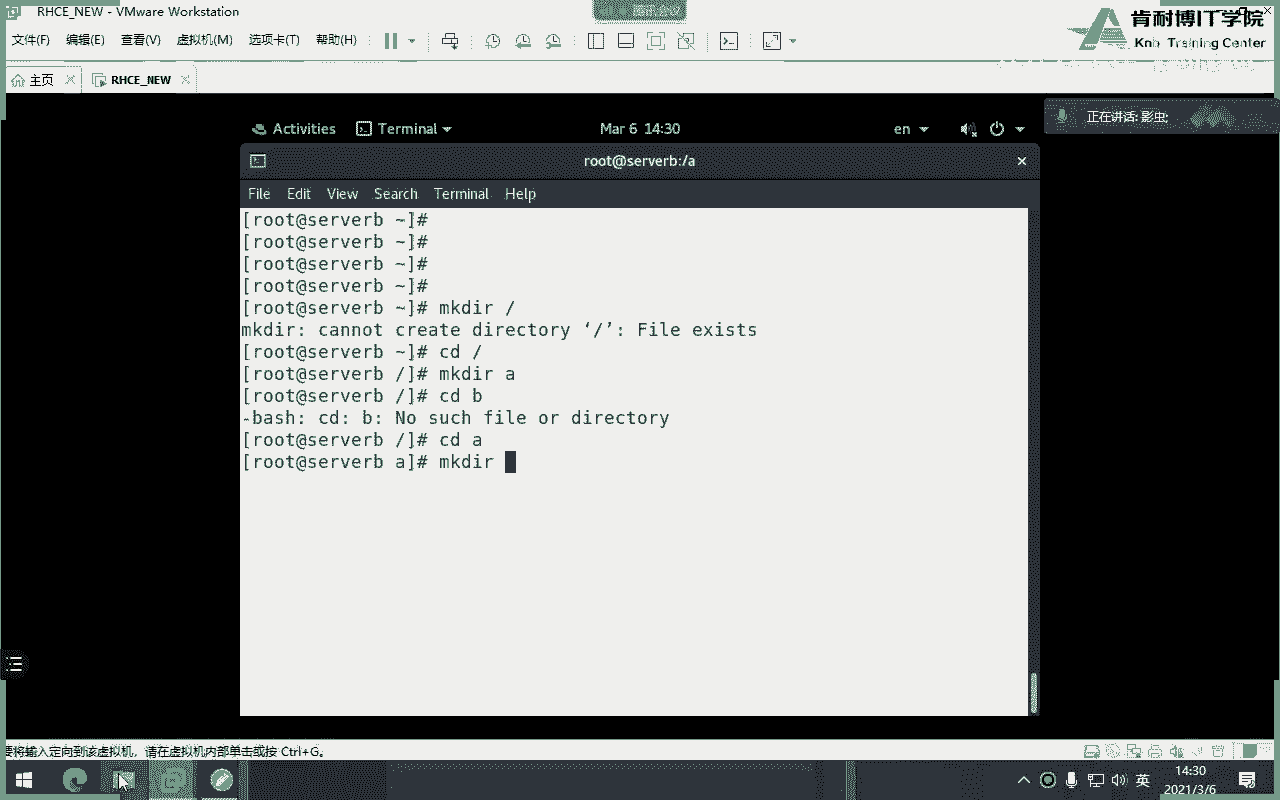 RHCE_NEW - VMware Workstation
肯耐博IT学院
Knb Training Center
文件(F) 编辑(E) 查看(V) 虚拟机(M) 选项卡(T) 帮助(H)
主页
RHCE_NEW
正在讲话: 影虫;
Activities
Terminal
Mar 6 14:30
en
root@serverb:/a
File Edit View Search Terminal Help
[root@serverb ~]#
[root@serverb ~]#
[root@serverb ~]#
[root@serverb ~]#
[root@serverb ~]# mkdir /
mkdir: cannot create directory ‘/’: File exists
[root@serverb ~]# cd /
[root@serverb /]# mkdir a
[root@serverb /]# cd b
-bash: cd: b: No such file or directory
[root@serverb /]# cd a
[root@serverb a]# mkdir
要将输入定向到该虚拟机，请在虚拟机内部单击或按 Ctrl+G。
英
14:30
2021/3/6